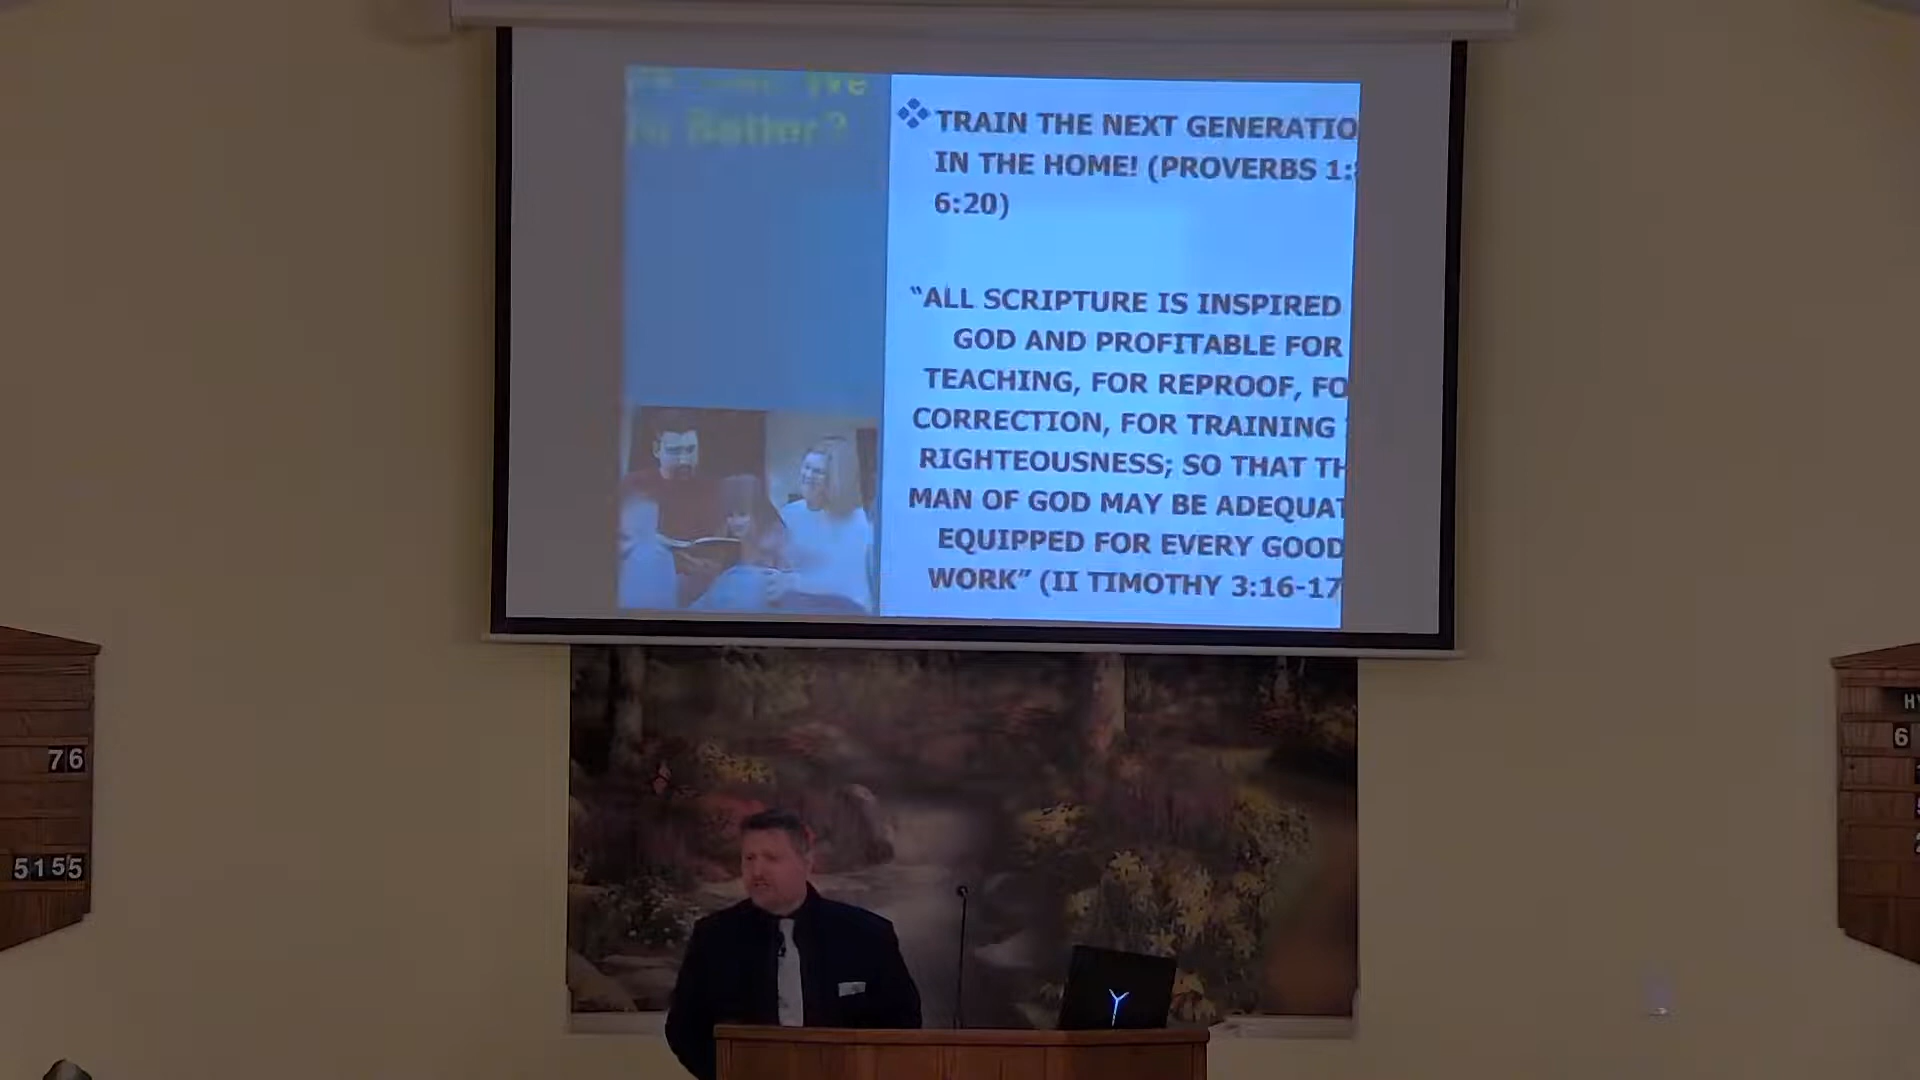 Better?
TRAIN THE NEXT GENERATIO
IN THE HOME! (PROVERBS 1:
6:20)
“ALL SCRIPTURE IS INSPIRED
GOD AND PROFITABLE FOR
TEACHING, FOR REPROOF, FO
CORRECTION, FOR TRAINING
RIGHTEOUSNESS; SO THAT TH
MAN OF GOD MAY BE ADEQUAT
EQUIPPED FOR EVERY GOOD
WORK” (II TIMOTHY 3:16-17
76
5155
6